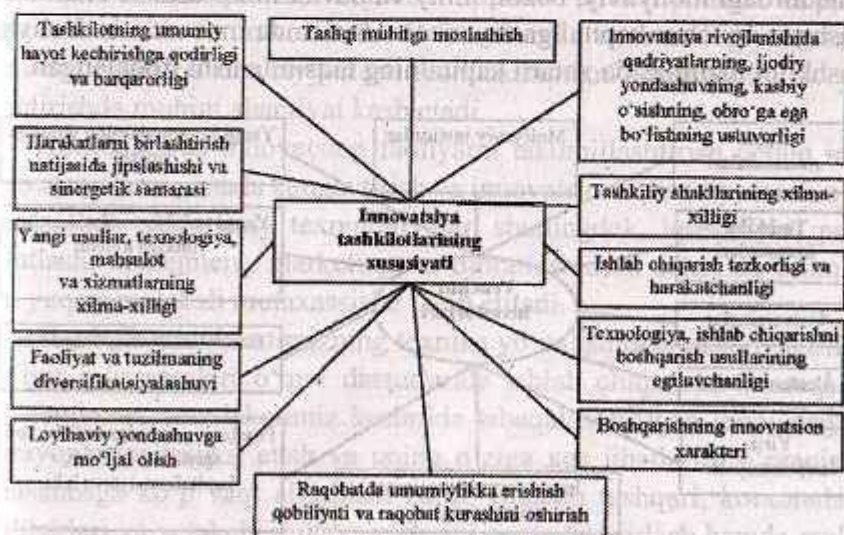 Tashkilotning umumiy
hayot kechirishga qodirligi
va barqarorligi
Tashqi muhitga moslashish
Innovatsiya rivojlanishida
qadriyatlarning, ijodiy
yondashuvning, kasbiy
o‘sishning, obro‘ga ega
bo‘lishning ustuvorligi
Harakatlarni birlashtirish
natijasida jipslashishi va
sinergetik samarasi
Tashkiliy shakllarining xilma-
xilligi
Yangi usullar, texnologiya,
mahsulot
va xizmatlarning
xilma-xilligi
Innovatsiya
tashkilotlarining
xususiyati
Ishlab chiqarish tezkorligi va
harakatchanligi
Faoliyat va tuzilmaning
diversifikatsiyalashuvi
Texnologiya, ishlab chiqarishni
boshqarish usullarining
egiluvchanligi
Loyihaviy yondashuvga
mo‘ljal olish
Boshqarishning innovatsion
xarakteri
Raqobatda umumiylikka erishish
qobiliyati va raqobat kurashini oshirish